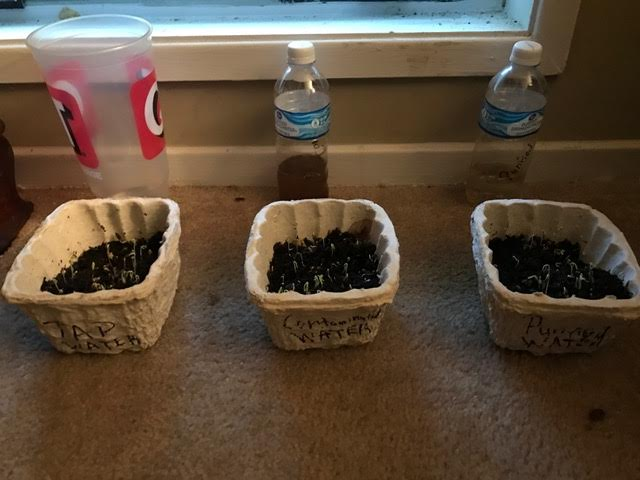 TAP
WATER
Contaminated
WATER
Purified
WATER